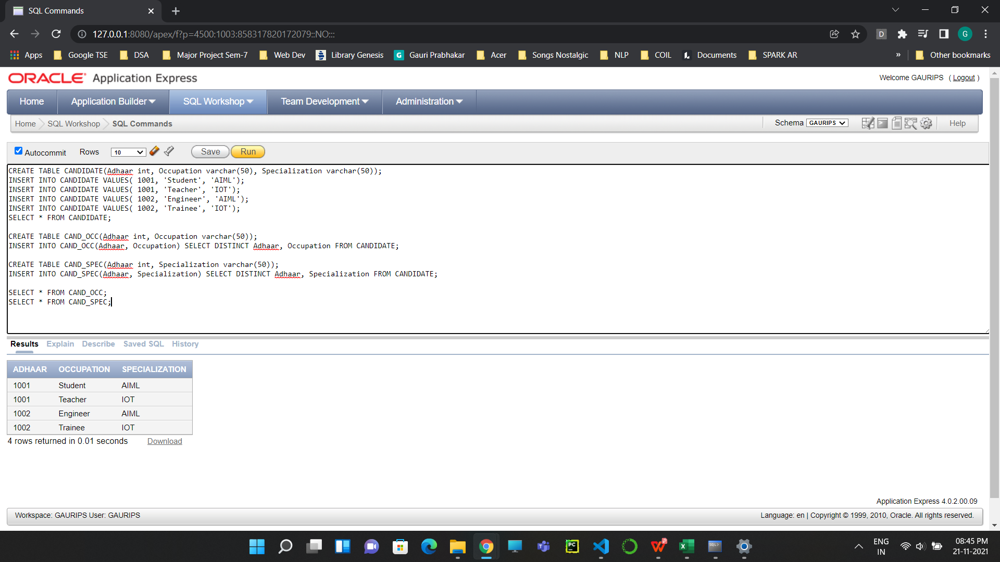 SQL Commands
127.0.0.1:8080/apex/f?p=4500:1003:858317820172079::NO:::
D
G
Apps Google TSE DSA Major Project Sem-7 Web Dev Library Genesis G Gauri Prabhakar Acer Songs Nostalgic NLP COIL Documents SPARK AR » Other bookmarks
ORACLE Application Express
Welcome GAURIPS ( Logout )
Home Application Builder SQL Workshop Team Development Administration
Home SQL Workshop SQL Commands
Schema GAURIPS Help
Autocommit Rows 10 Save Run
CREATE TABLE CANDIDATE(Adhaar int, Occupation varchar(50), Specialization varchar(50));
INSERT INTO CANDIDATE VALUES( 1001, 'Student', 'AIML');
INSERT INTO CANDIDATE VALUES( 1001, 'Teacher', 'IOT');
INSERT INTO CANDIDATE VALUES( 1002, 'Engineer', 'AIML');
INSERT INTO CANDIDATE VALUES( 1002, 'Trainee', 'IOT');
SELECT * FROM CANDIDATE;
CREATE TABLE CAND_OCC(Adhaar int, Occupation varchar(50));
INSERT INTO CAND_OCC(Adhaar, Occupation) SELECT DISTINCT Adhaar, Occupation FROM CANDIDATE;
CREATE TABLE CAND_SPEC(Adhaar int, Specialization varchar(50));
INSERT INTO CAND_SPEC(Adhaar, Specialization) SELECT DISTINCT Adhaar, Specialization FROM CANDIDATE;
SELECT * FROM CAND_OCC;
SELECT * FROM CAND_SPEC;
Results Explain Describe Saved SQL History
ADHAAR OCCUPATION SPECIALIZATION
1001 Student AIML
1001 Teacher IOT
1002 Engineer AIML
1002 Trainee IOT
4 rows returned in 0.01 seconds Download
Application Express 4.0.2.00.09
Workspace: GAURIPS User: GAURIPS
Language: en | Copyright © 1999, 2010, Oracle. All rights reserved.
PC
SQL>
ENG
IN
08:45 PM
21-11-2021